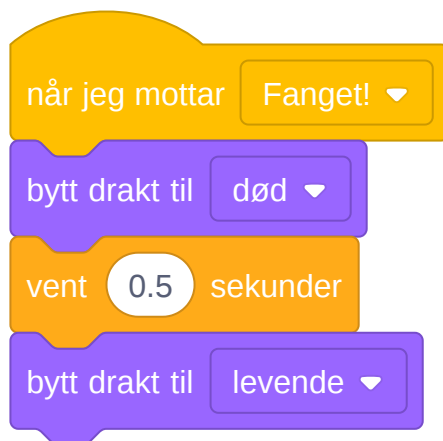 når jeg mottar Fanget!
bytt drakt til død
vent 0.5 sekunder
bytt drakt til levende